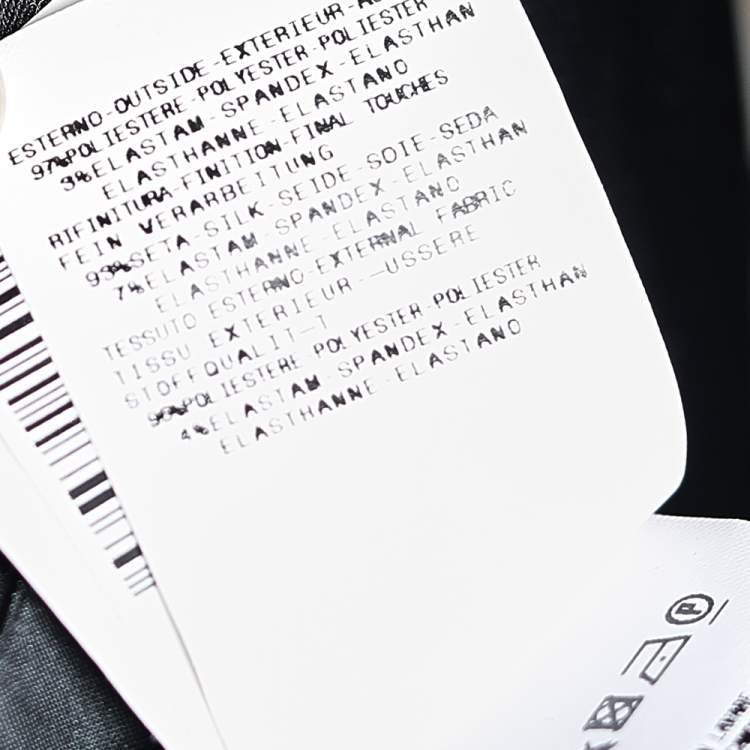 ESTERNO-OUTSIDE-EXTERIEUR-
97%POLIESTERE-POLYESTER-POLIESTER
3%ELASTAM-SPANDEX-ELASTHAN
ELASTHANNE-ELASTANO
RIFINITURA-FINITION-FINAL TOUCHES
FEIN VERARBEITUNG
93%SETA-SILK-SEIDE-SOIE-SEDA
7%ELASTAM-SPANDEX-ELASTHAN
ELASTHANNE-ELASTANO
TESSUTO ESTERNO-EXTERNAL FABRIC
TISSU EXTERIEUR-—USSERE
STOFFQUALIT—T
96%POLIESTERE POLYESTER-POLIESTER
4%ELASTAM-SPANDEX-ELASTHAN
ELASTHANNE-ELASTANO
P